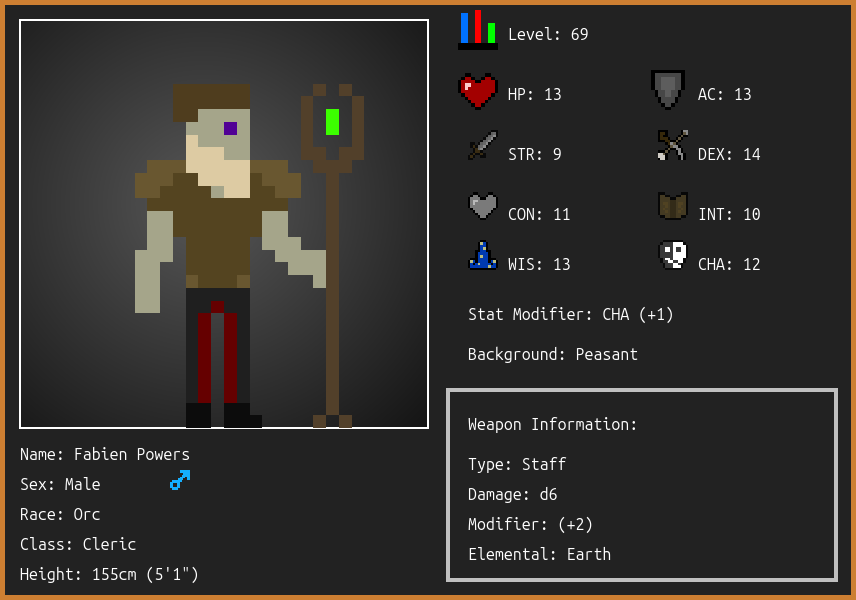 Level: 69
HP: 13
AC: 13
STR: 9
DEX: 14
CON: 11
INT: 10
WIS: 13
CHA: 12
Stat Modifier: CHA (+1)
Background: Peasant
Weapon Information:
Type: Staff
Damage: d6
Modifier: (+2)
Elemental: Earth
Name: Fabien Powers
Sex: Male
Race: Orc
Class: Cleric
Height: 155cm (5'1")